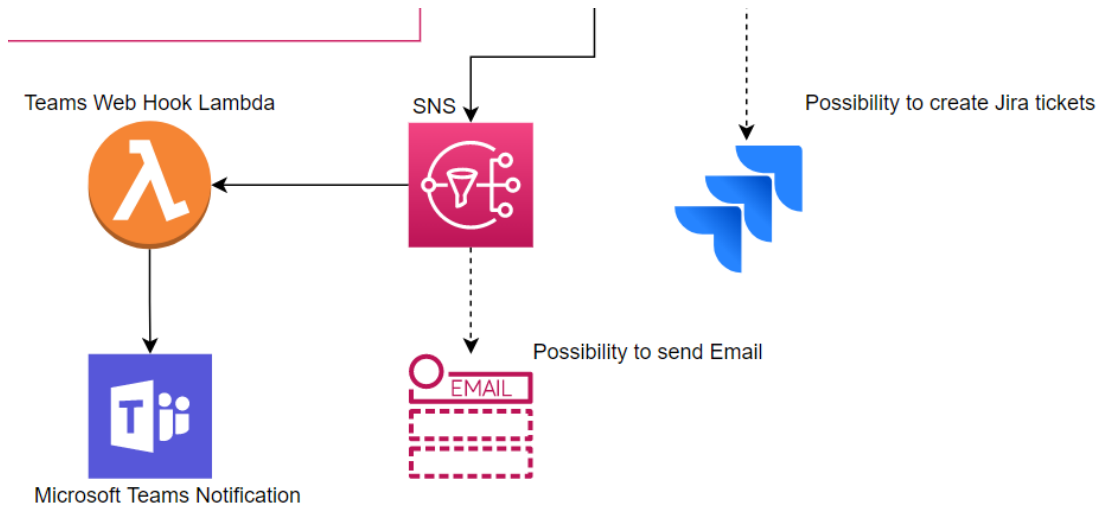 Teams Web Hook Lambda
SNS
Possibility to create Jira tickets
Possibility to send Email
EMAIL
T
Microsoft Teams Notification